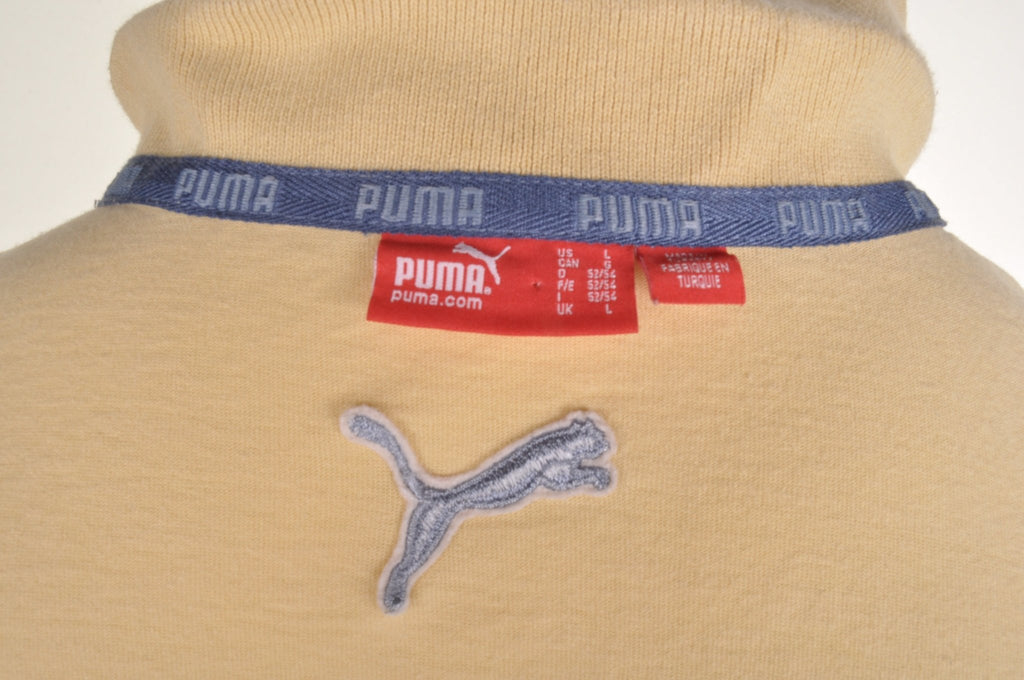 PUMA PUMA PUMA PUMA
PUMA
puma.com
US L
CAN G
D 52/54
F/E 52/54
I 52/54
UK L
FABRIQUE EN
TURQUIE